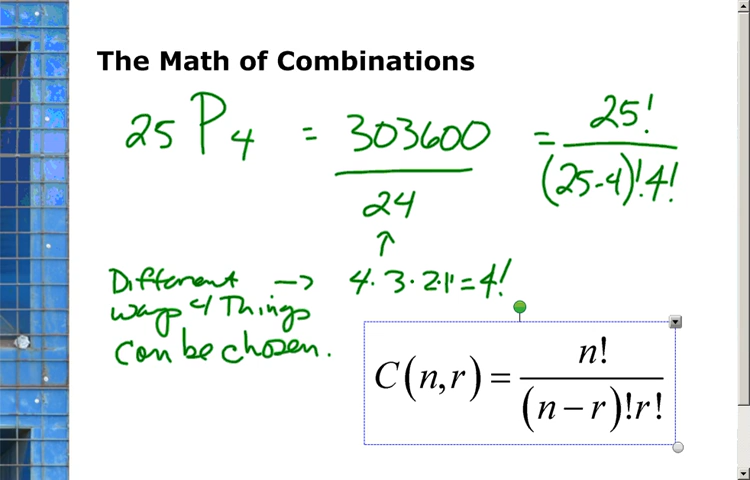 The Math of Combinations
25 P 4 = 303600 / 24 = 25! / (25-4)!4!
↑
Different → 4·3·2·1=4!
ways 4 Things
can be chosen.
C(n,r) = n! / (n−r)!r!